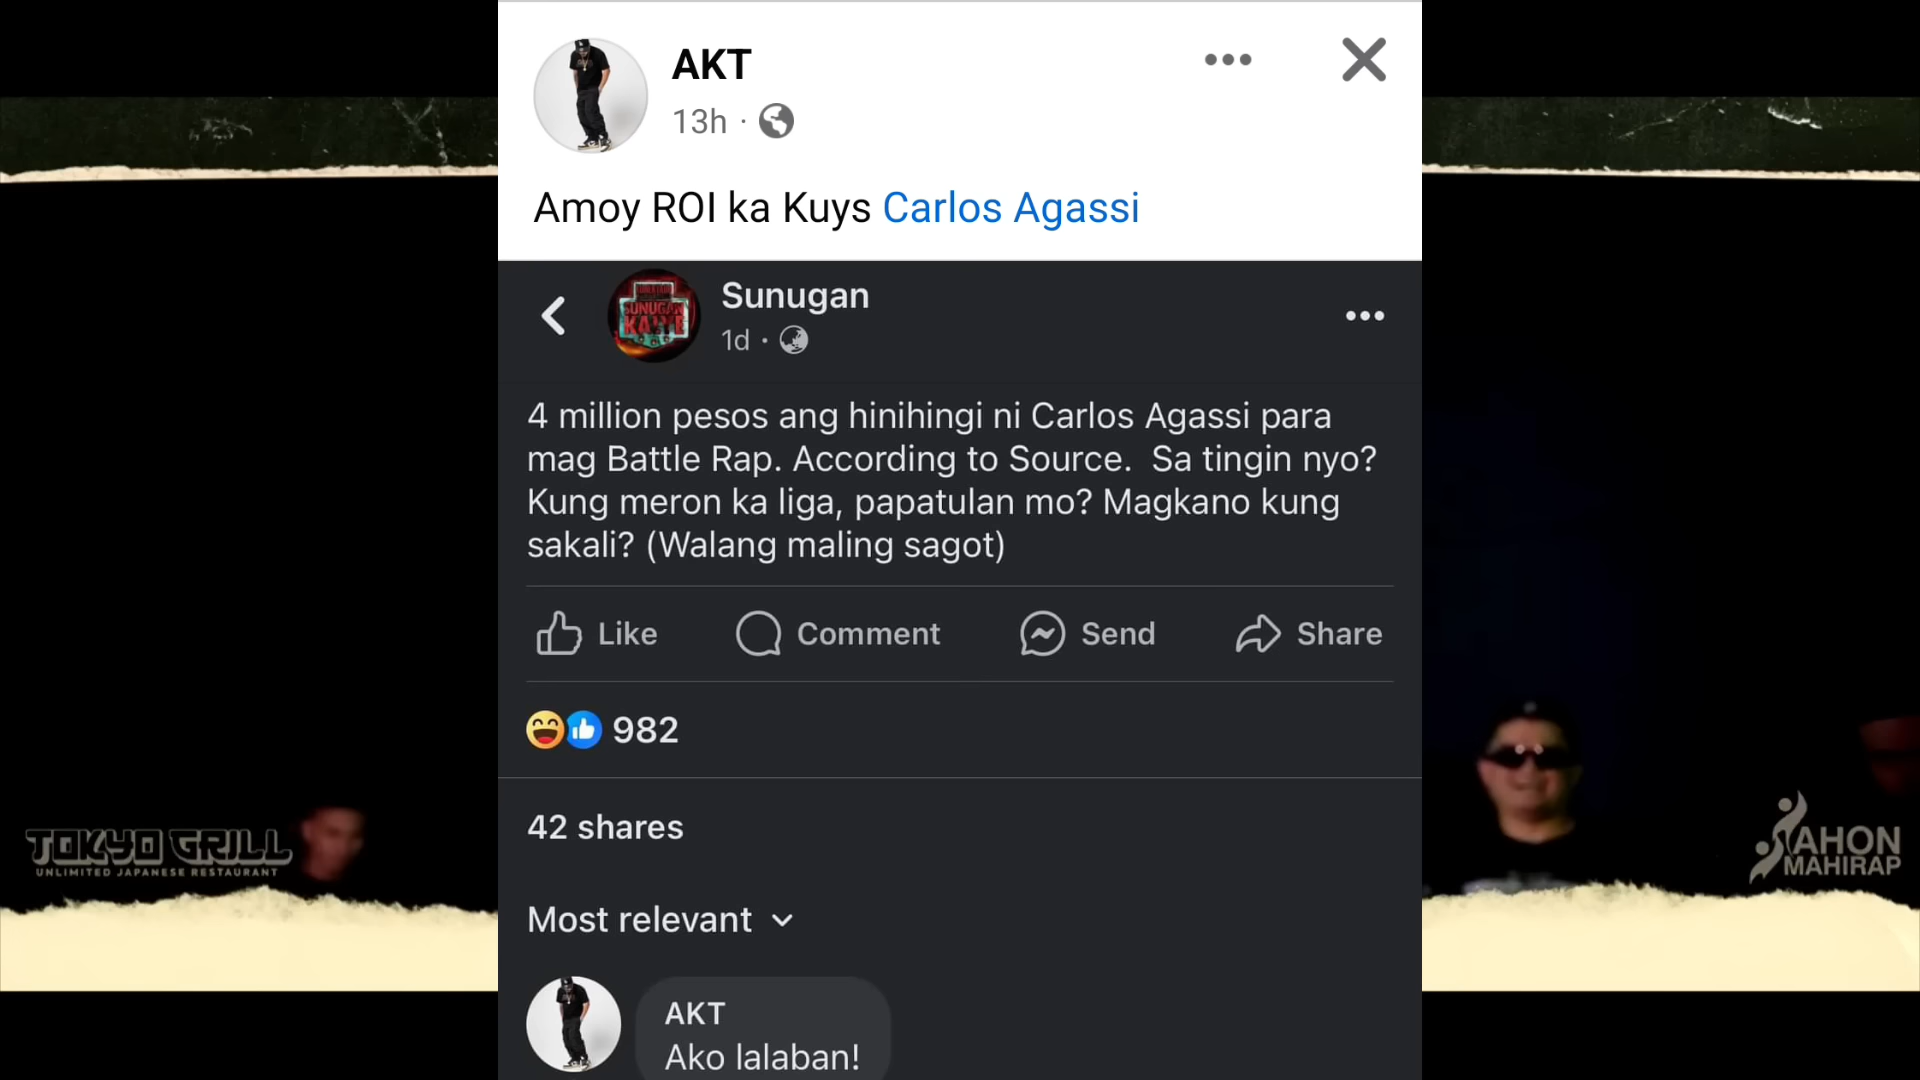 AKT
13h ·
Amoy ROI ka Kuys Carlos Agassi
SUNUGAN
KALYE
Sunugan
1d ·
4 million pesos ang hinihingi ni Carlos Agassi para
mag Battle Rap. According to Source. Sa tingin nyo?
Kung meron ka liga, papatulan mo? Magkano kung
sakali? (Walang maling sagot)
Like
Comment
Send
Share
982
42 shares
Most relevant
AKT
Ako lalaban!
TOKYO GRILL
UNLIMITED JAPANESE RESTAURANT
AHON
MAHIRAP